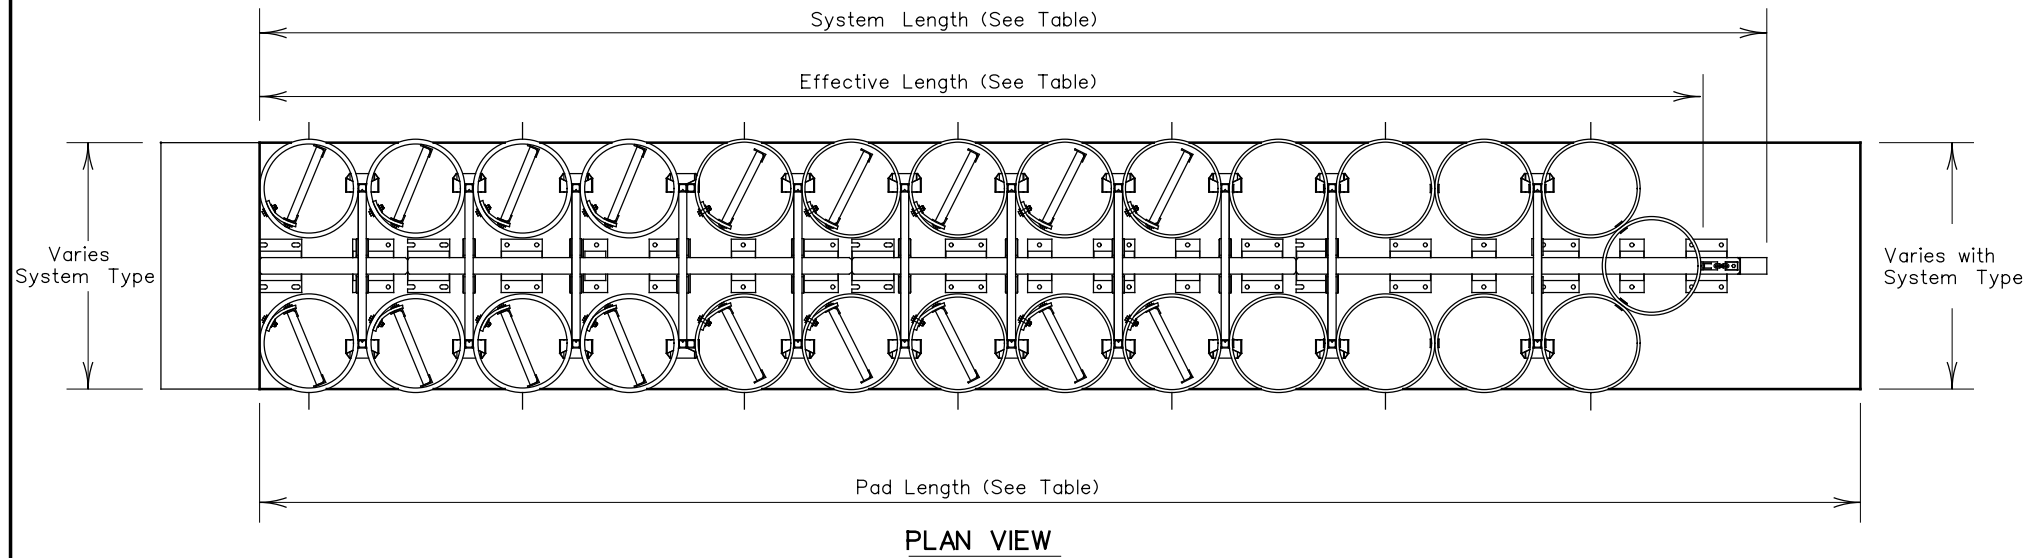 System Length (See Table)
Effective Length (See Table)
Varies
System Type
Varies with
System Type
Pad Length (See Table)
PLAN VIEW